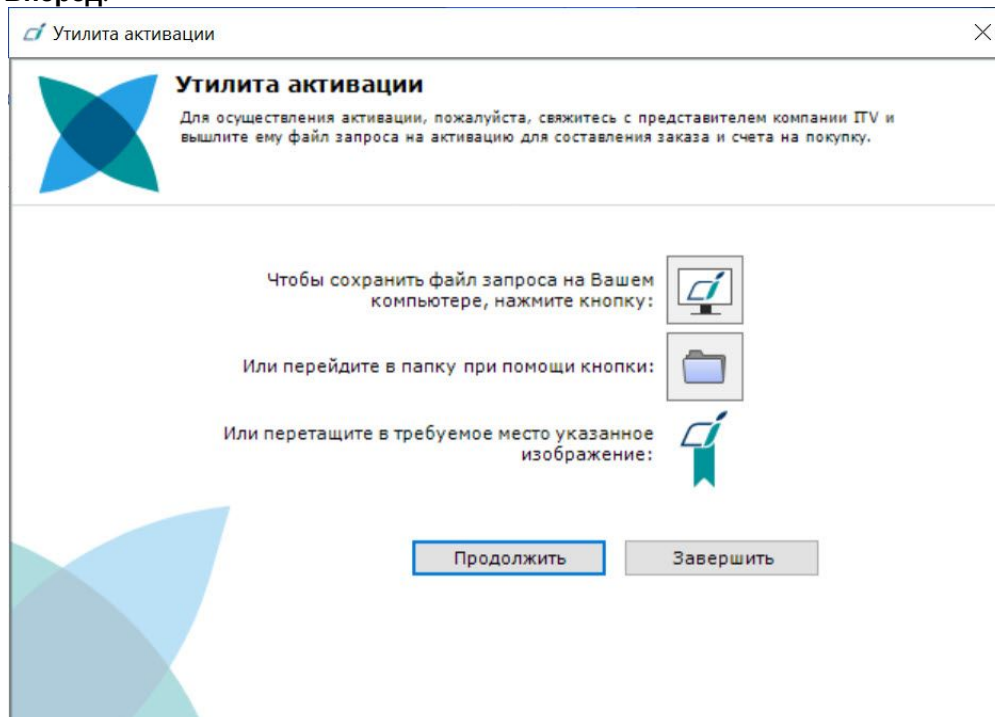 Вперед.
Утилита активации
Утилита активации
Для осуществления активации, пожалуйста, свяжитесь с представителем компании ITV и
вышлите ему файл запроса на активацию для составления заказа и счета на покупку.
Чтобы сохранить файл запроса на Вашем
компьютере, нажмите кнопку:
Или перейдите в папку при помощи кнопки:
Или перетащите в требуемое место указанное
изображение:
Продолжить
Завершить